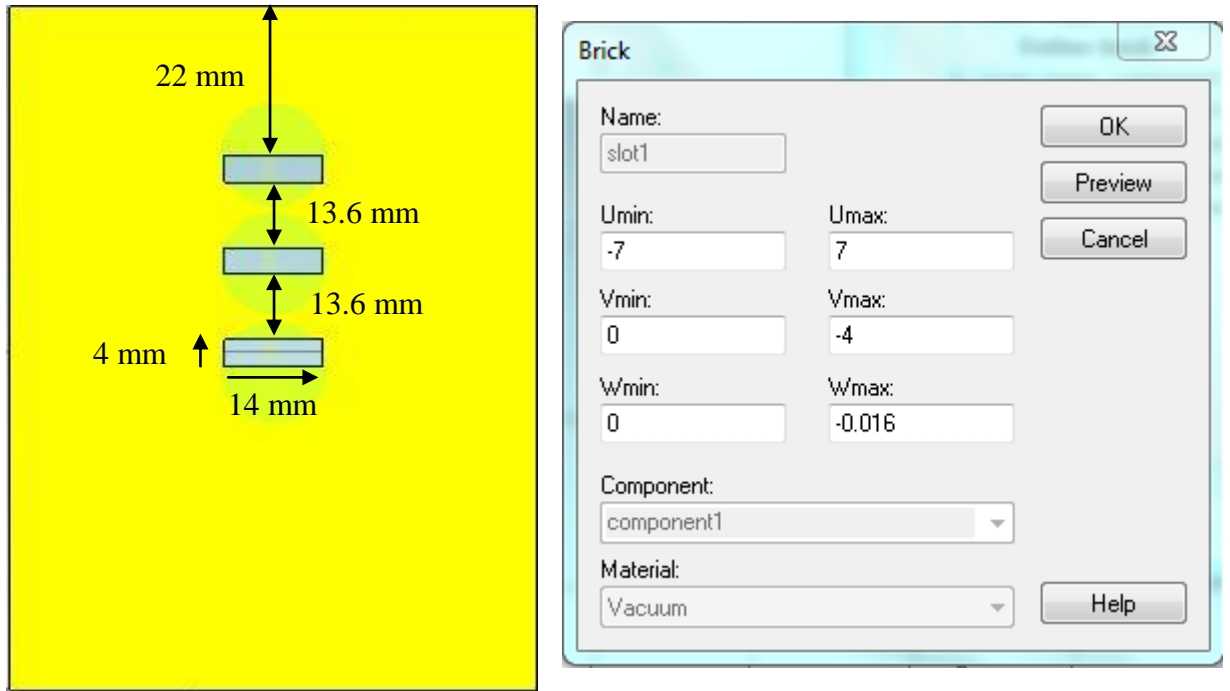 22 mm
13.6 mm
13.6 mm
4 mm
14 mm
Brick
Name:
slot1
OK
Preview
Cancel
Umin:
Umax:
-7
7
Vmin:
Vmax:
0
-4
Wmin:
Wmax:
0
-0.016
Component:
component1
Material:
Vacuum
Help